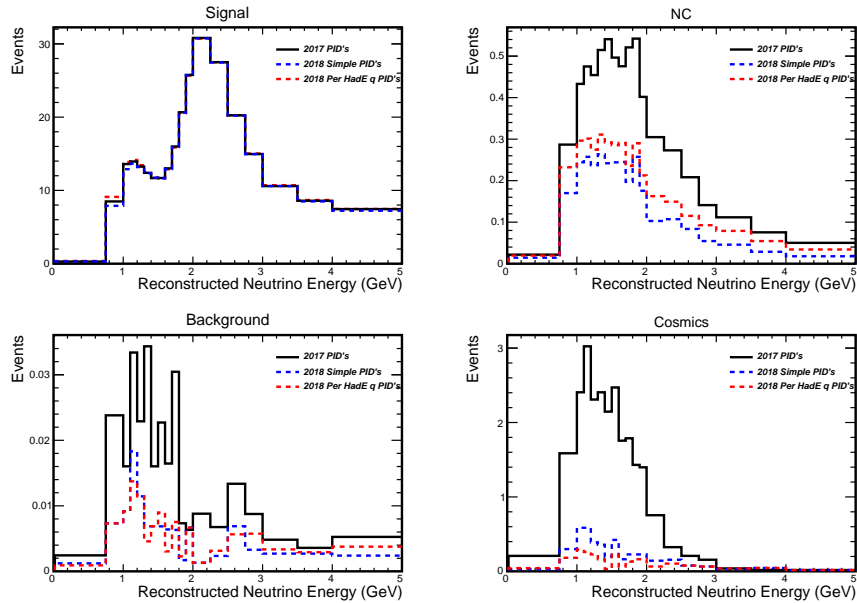 Signal
Events
30
20
10
0
2017 PID's
2018 Simple PID's
2018 Per HadE q PID's
0 1 2 3 4 5
Reconstructed Neutrino Energy (GeV)
NC
Events
0.5
0.4
0.3
0.2
0.1
0.0
2017 PID's
2018 Simple PID's
2018 Per HadE q PID's
0 1 2 3 4 5
Reconstructed Neutrino Energy (GeV)
Background
Events
0.03
0.02
0.01
0.00
2017 PID's
2018 Simple PID's
2018 Per HadE q PID's
0 1 2 3 4 5
Reconstructed Neutrino Energy (GeV)
Cosmics
Events
3
2
1
0
2017 PID's
2018 Simple PID's
2018 Per HadE q PID's
0 1 2 3 4 5
Reconstructed Neutrino Energy (GeV)